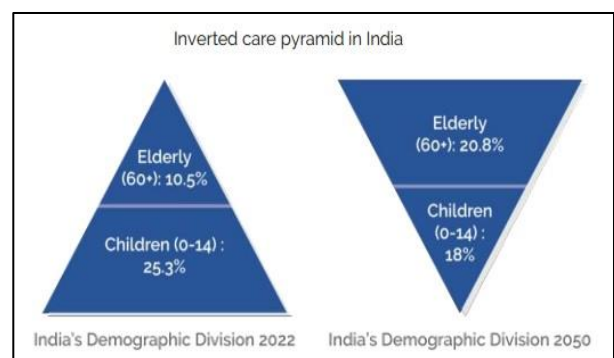 Inverted care pyramid in India
Elderly
(60+): 10.5%
Children (0-14) :
25.3%
India's Demographic Division 2022
Elderly
(60+): 20.8%
Children
(0-14) :
18%
India's Demographic Division 2050